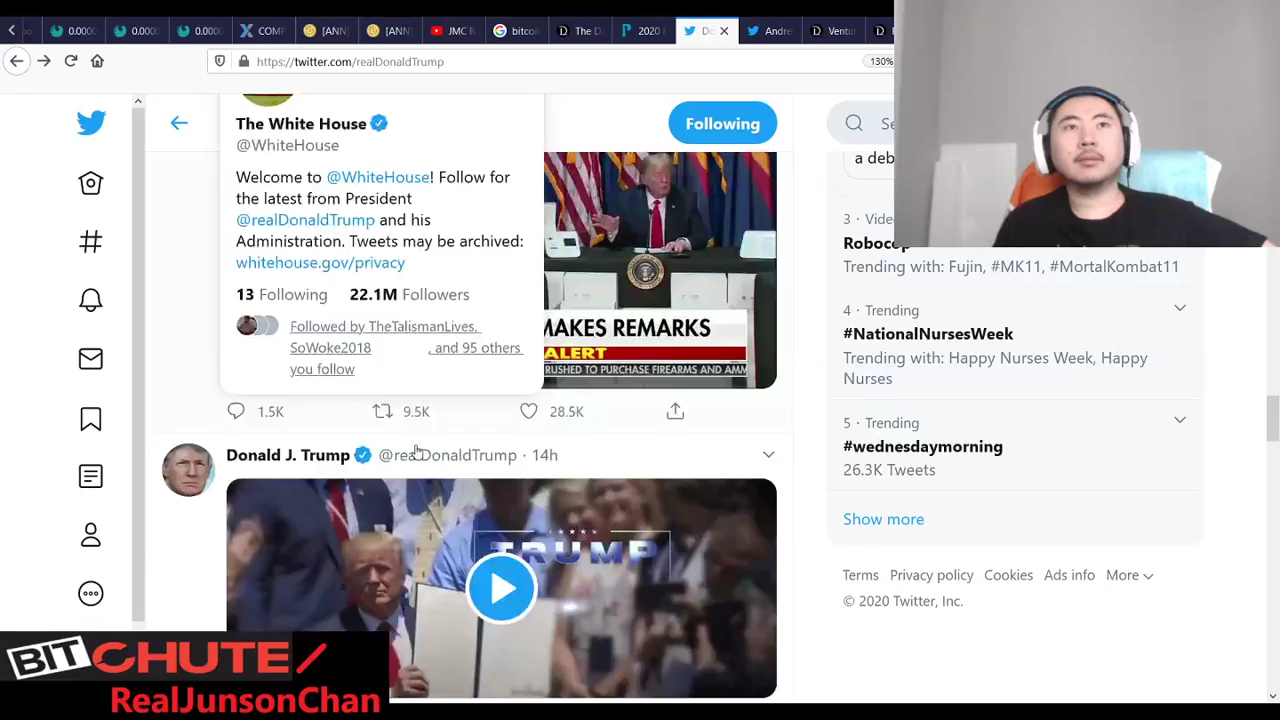 0.0000
0.0000
0.0000
COMF
[ANN]
[ANN]
JMC R
bitcoi
The D
2020 E
Do
Andre
Ventu
https://twitter.com/realDonaldTrump
130%
The White House
@WhiteHouse
Following
Se
Welcome to @WhiteHouse! Follow for
the latest from President
@realDonaldTrump and his
Administration. Tweets may be archived:
whitehouse.gov/privacy
13 Following 22.1M Followers
Followed by TheTalismanLives,
SoWoke2018 , and 95 others
you follow
MAKES REMARKS
ALERT
RUSHED TO PURCHASE FIREARMS AND AMM
1.5K 9.5K 28.5K
Donald J. Trump @realDonaldTrump · 14h
TRUMP
a deb
3 · Vide
Robocop
Trending with: Fujin, #MK11, #MortalKombat11
4 · Trending
#NationalNursesWeek
Trending with: Happy Nurses Week, Happy
Nurses
5 · Trending
#wednesdaymorning
26.3K Tweets
Show more
Terms Privacy policy Cookies Ads info More
© 2020 Twitter, Inc.
BITCHUTE/
RealJunsonChan